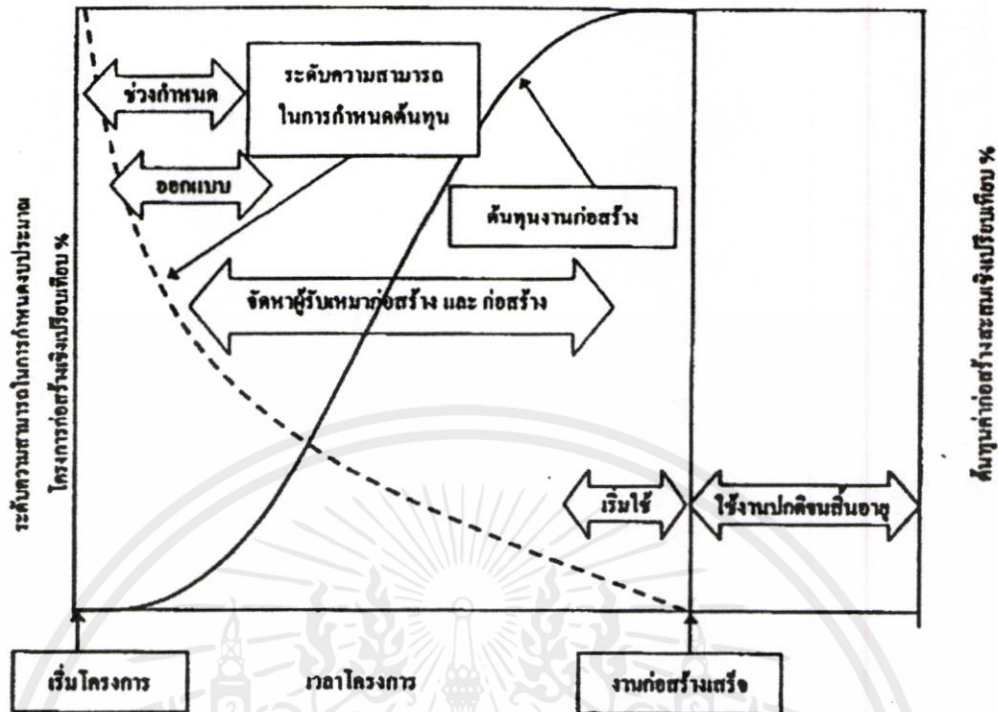 ระดับความสามารถในการกำหนดงบประมาณ
โครงการก่อสร้างเชิงเปรียบเทียบ %
ช่วงกำหนด
ระดับความสามารถ
ในการกำหนดต้นทุน
ออกแบบ
ต้นทุนงานก่อสร้าง
จัดหาผู้รับเหมาก่อสร้าง และ ก่อสร้าง
เริ่มใช้
ใช้งานปกติจนสิ้นอายุ
ต้นทุนค่าก่อสร้างสะสมเชิงเปรียบเทียบ %
เริ่มโครงการ
เวลาโครงการ
งานก่อสร้างเสร็จ